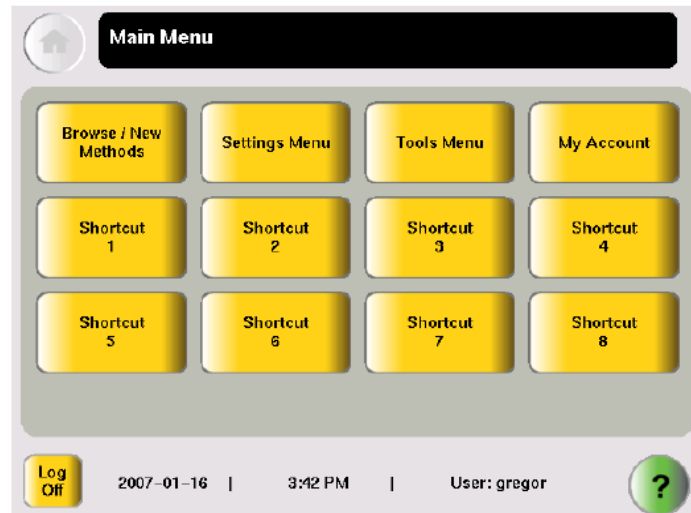 Main Menu
Browse / New
Methods
Settings Menu
Tools Menu
My Account
Shortcut
1
Shortcut
2
Shortcut
3
Shortcut
4
Shortcut
5
Shortcut
6
Shortcut
7
Shortcut
8
Log
Off
2007-01-16 | 3:42 PM | User: gregor
?